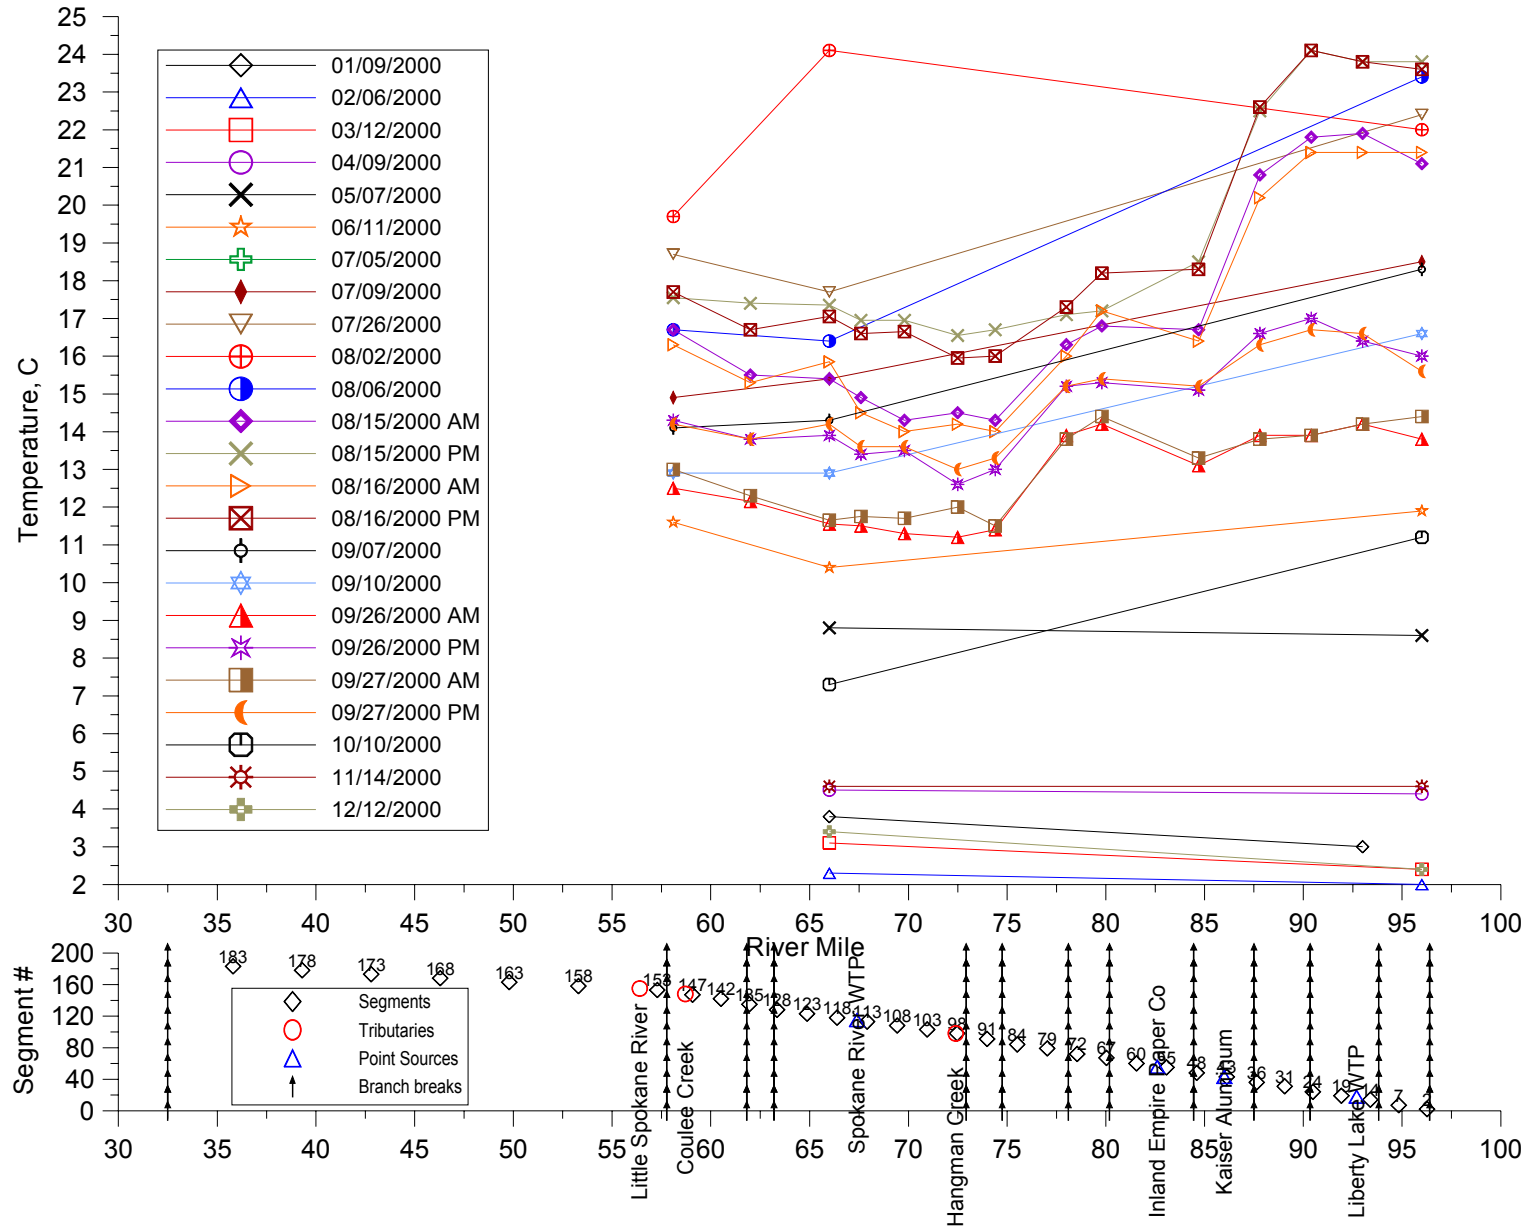 25
24
23
22
21
20
19
18
17
16
15
14
13
12
11
10
9
8
7
6
5
4
3
2
Temperature, C
01/09/2000
02/06/2000
03/12/2000
04/09/2000
05/07/2000
06/11/2000
07/05/2000
07/09/2000
07/26/2000
08/02/2000
08/06/2000
08/15/2000 AM
08/15/2000 PM
08/16/2000 AM
08/16/2000 PM
09/07/2000
09/10/2000
09/26/2000 AM
09/26/2000 PM
09/27/2000 AM
09/27/2000 PM
10/10/2000
11/14/2000
12/12/2000
30 35 40 45 50 55 60 65 70 75 80 85 90 95 100
River Mile
200
160
120
80
40
0
Segment #
183 178 173 168 163 158 153 147 142 135 128 123 118 113 108 103 98 91 84 79 72 67 60 55 48 43 36 31 24 19 14 7 2
Segments
Tributaries
Point Sources
Branch breaks
Little Spokane River
Coulee Creek
Spokane River WTP
Hangman Creek
Inland Empire Paper Co
Kaiser Aluminum
Liberty Lake WTP
30 35 40 45 50 55 60 65 70 75 80 85 90 95 100